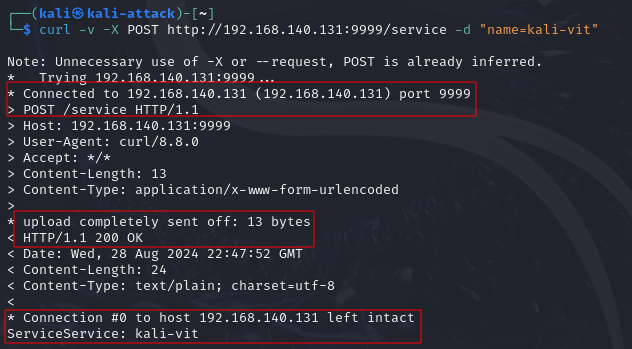 ┌──(kali㉿kali-attack)-[~]
└─$ curl -v -X POST http://192.168.140.131:9999/service -d "name=kali-vit"
Note: Unnecessary use of -X or --request, POST is already inferred.
*   Trying 192.168.140.131:9999...
* Connected to 192.168.140.131 (192.168.140.131) port 9999
> POST /service HTTP/1.1
> Host: 192.168.140.131:9999
> User-Agent: curl/8.8.0
> Accept: */*
> Content-Length: 13
> Content-Type: application/x-www-form-urlencoded
>
* upload completely sent off: 13 bytes
< HTTP/1.1 200 OK
< Date: Wed, 28 Aug 2024 22:47:52 GMT
< Content-Length: 24
< Content-Type: text/plain; charset=utf-8
<
* Connection #0 to host 192.168.140.131 left intact
ServiceService: kali-vit